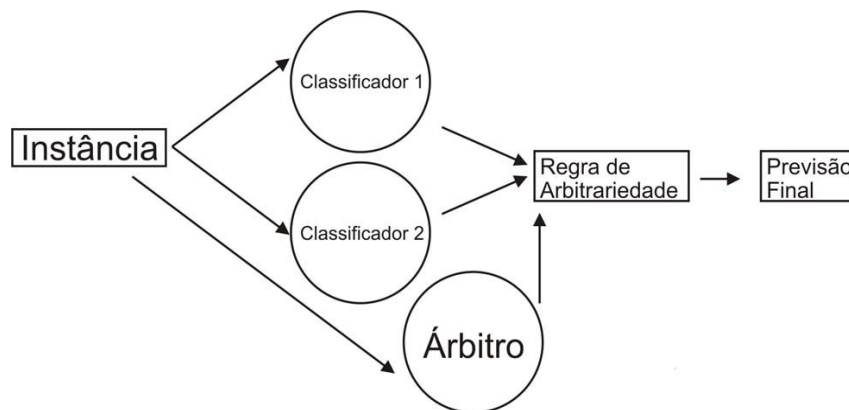 Classificador 1
Instância
Regra de
Arbitrariedade
Previsão
Final
Classificador 2
Árbitro